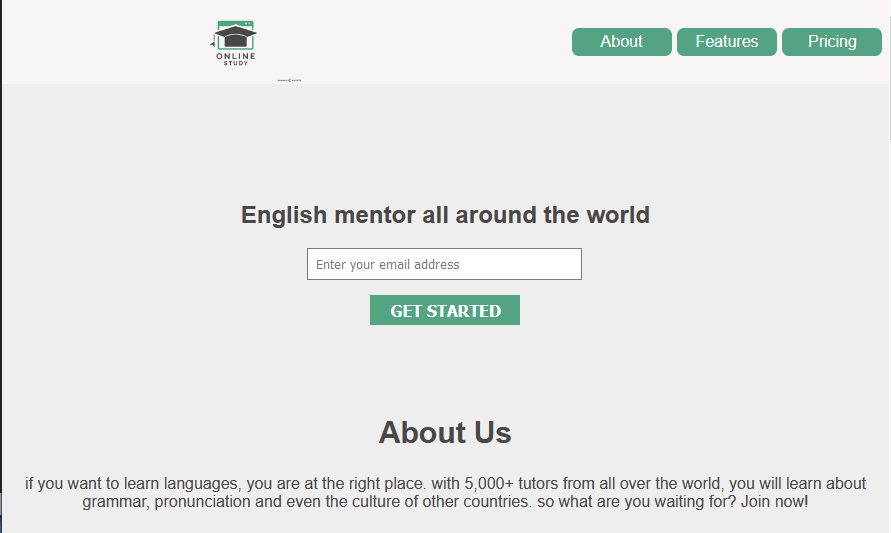 ONLINE
STUDY
About
Features
Pricing
English mentor all around the world
Enter your email address
GET STARTED
About Us
if you want to learn languages, you are at the right place. with 5,000+ tutors from all over the world, you will learn about
grammar, pronunciation and even the culture of other countries. so what are you waiting for? Join now!